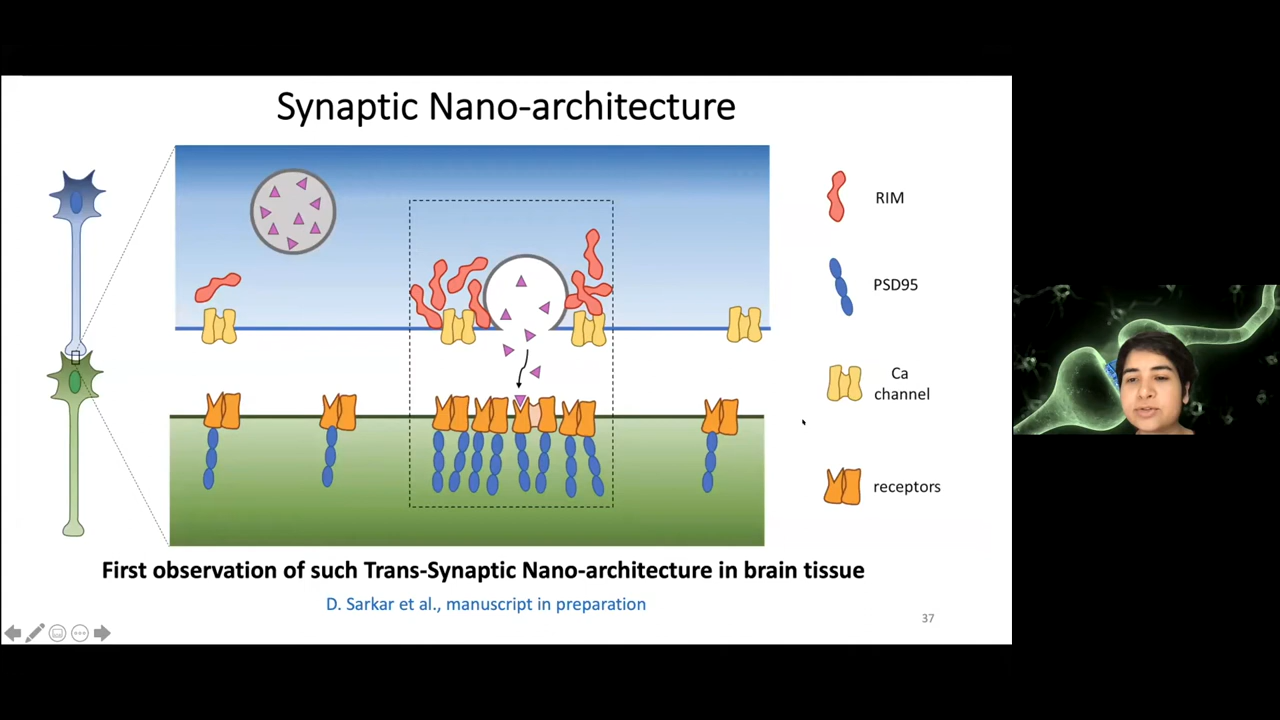 Synaptic Nano-architecture
RIM
PSD95
Ca
channel
receptors
First observation of such Trans-Synaptic Nano-architecture in brain tissue
D. Sarkar et al., manuscript in preparation
37